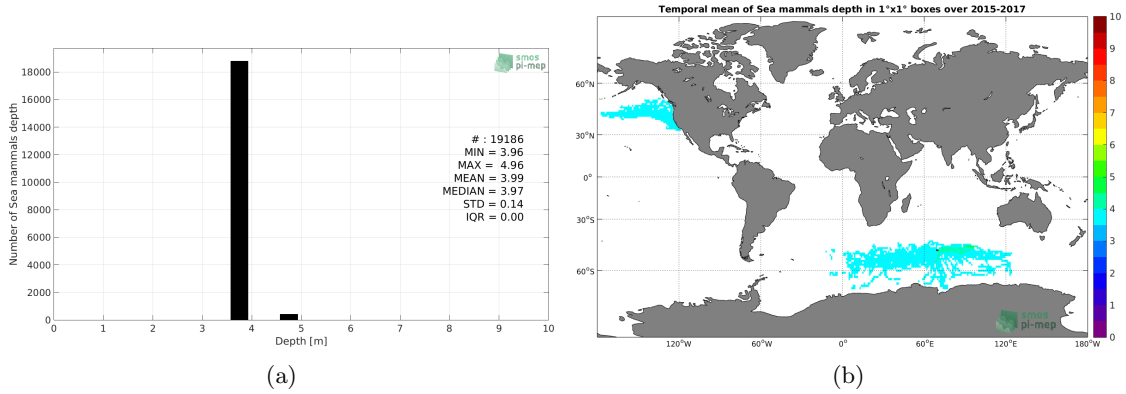 smos
pi-mep
18000
16000
14000
12000
10000
8000
6000
4000
2000
0
Number of Sea mammals depth
# : 19186
MIN = 3.96
MAX = 4.96
MEAN = 3.99
MEDIAN = 3.97
STD = 0.14
IQR = 0.00
0 1 2 3 4 5 6 7 8 9 10
Depth [m]
(a)
Temporal mean of Sea mammals depth in 1°x1° boxes over 2015-2017
60°N
30°N
0°
30°S
60°S
120°W 60°W 0° 60°E 120°E 180°W
smos
pi-mep
10
9
8
7
6
5
4
3
2
1
0
(b)